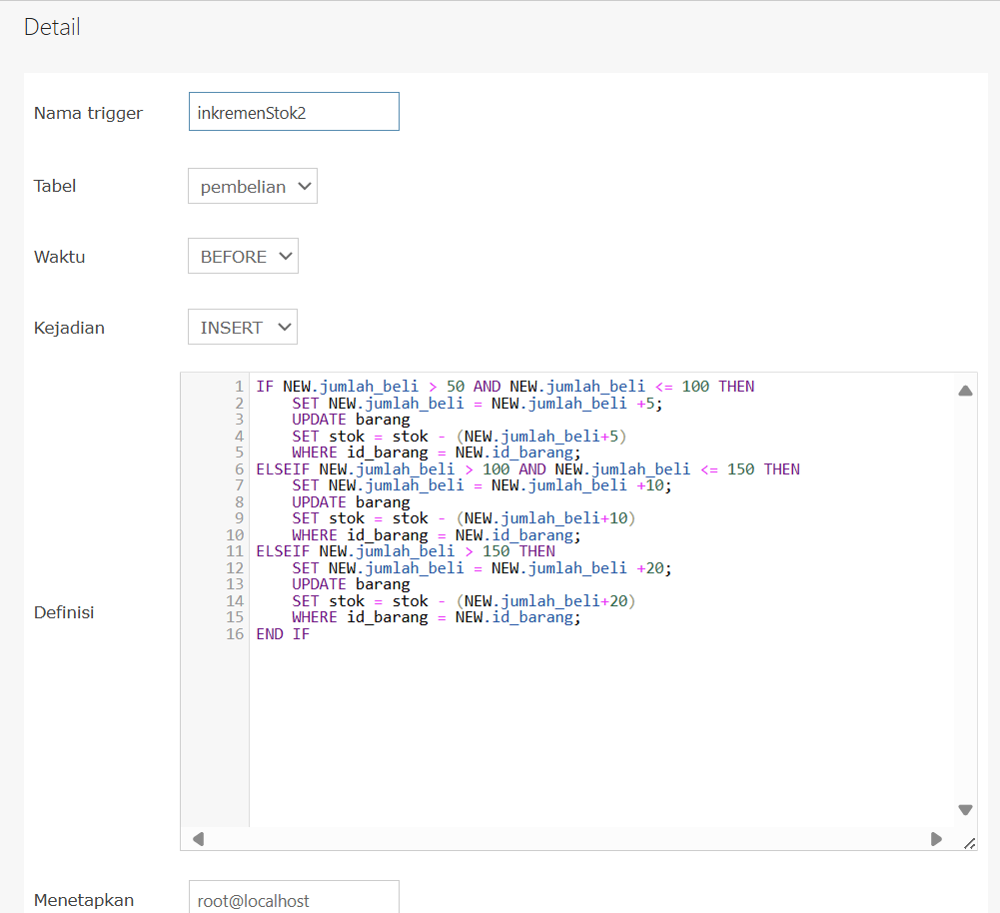 Detail
Nama trigger inkremenStok2
Tabel pembelian
Waktu BEFORE
Kejadian INSERT
Definisi
1 IF NEW.jumlah_beli > 50 AND NEW.jumlah_beli <= 100 THEN
2 SET NEW.jumlah_beli = NEW.jumlah_beli +5;
3 UPDATE barang
4 SET stok = stok - (NEW.jumlah_beli+5)
5 WHERE id_barang = NEW.id_barang;
6 ELSEIF NEW.jumlah_beli > 100 AND NEW.jumlah_beli <= 150 THEN
7 SET NEW.jumlah_beli = NEW.jumlah_beli +10;
8 UPDATE barang
9 SET stok = stok - (NEW.jumlah_beli+10)
10 WHERE id_barang = NEW.id_barang;
11 ELSEIF NEW.jumlah_beli > 150 THEN
12 SET NEW.jumlah_beli = NEW.jumlah_beli +20;
13 UPDATE barang
14 SET stok = stok - (NEW.jumlah_beli+20)
15 WHERE id_barang = NEW.id_barang;
16 END IF
Menetapkan root@localhost